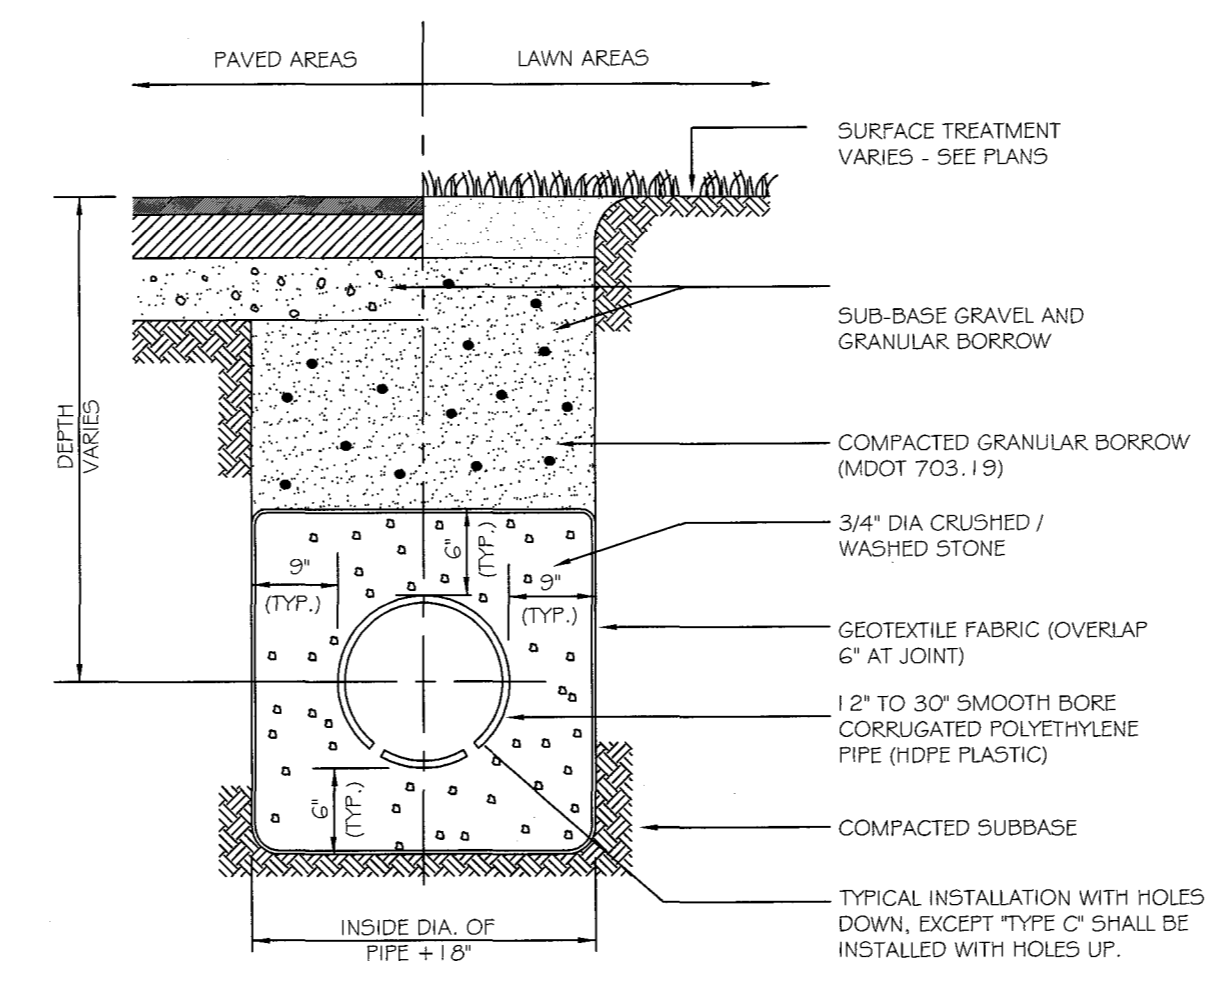 PAVED AREAS
LAWN AREAS
SURFACE TREATMENT
VARIES - SEE PLANS
SUB-BASE GRAVEL AND
GRANULAR BORROW
DEPTH
VARIES
COMPACTED GRANULAR BORROW
(MDOT 703.19)
3/4" DIA CRUSHED /
WASHED STONE
6"
(TYP.)
9"
(TYP.)
9"
(TYP.)
GEOTEXTILE FABRIC (OVERLAP
6" AT JOINT)
12" TO 30" SMOOTH BORE
CORRUGATED POLYETHYLENE
PIPE (HDPE PLASTIC)
6"
(TYP.)
COMPACTED SUBBASE
TYPICAL INSTALLATION WITH HOLES
DOWN, EXCEPT "TYPE C" SHALL BE
INSTALLED WITH HOLES UP.
INSIDE DIA. OF
PIPE +18"